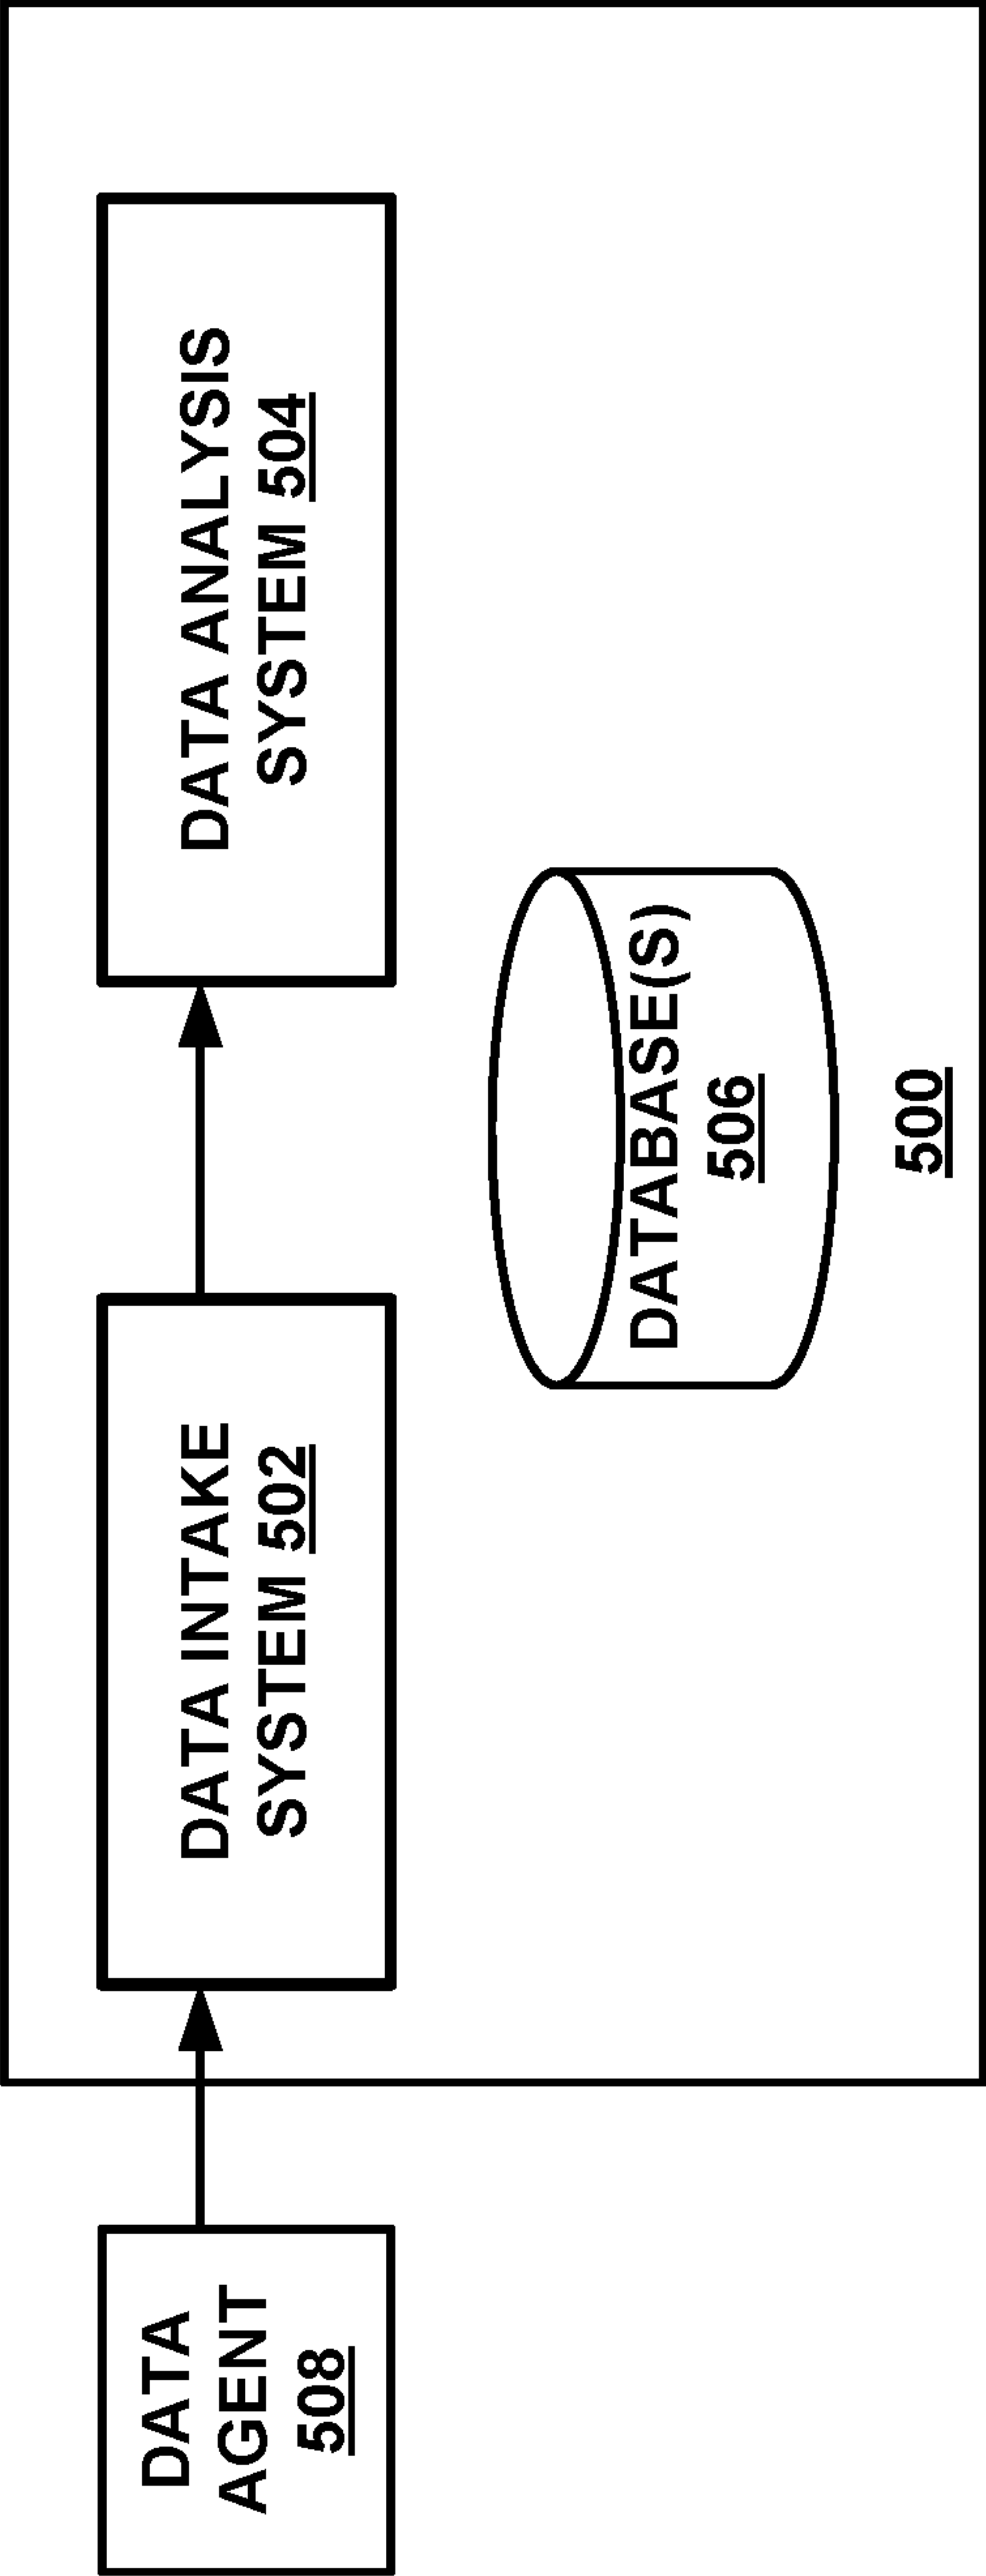 DATA
AGENT
508
DATA INTAKE
SYSTEM 502
DATA ANALYSIS
SYSTEM 504
DATABASE(S)
506
500